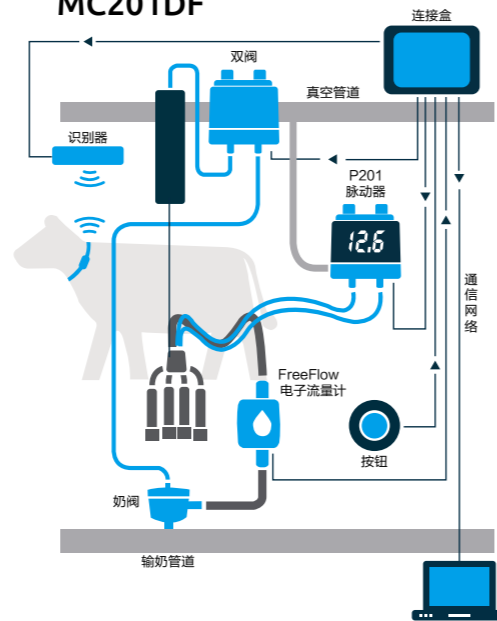 MC201DF
连接盒
双阀
真空管道
识别器
P201
脉动器
12.6
通信网络
FreeFlow
电子流量计
按钮
奶阀
输奶管道